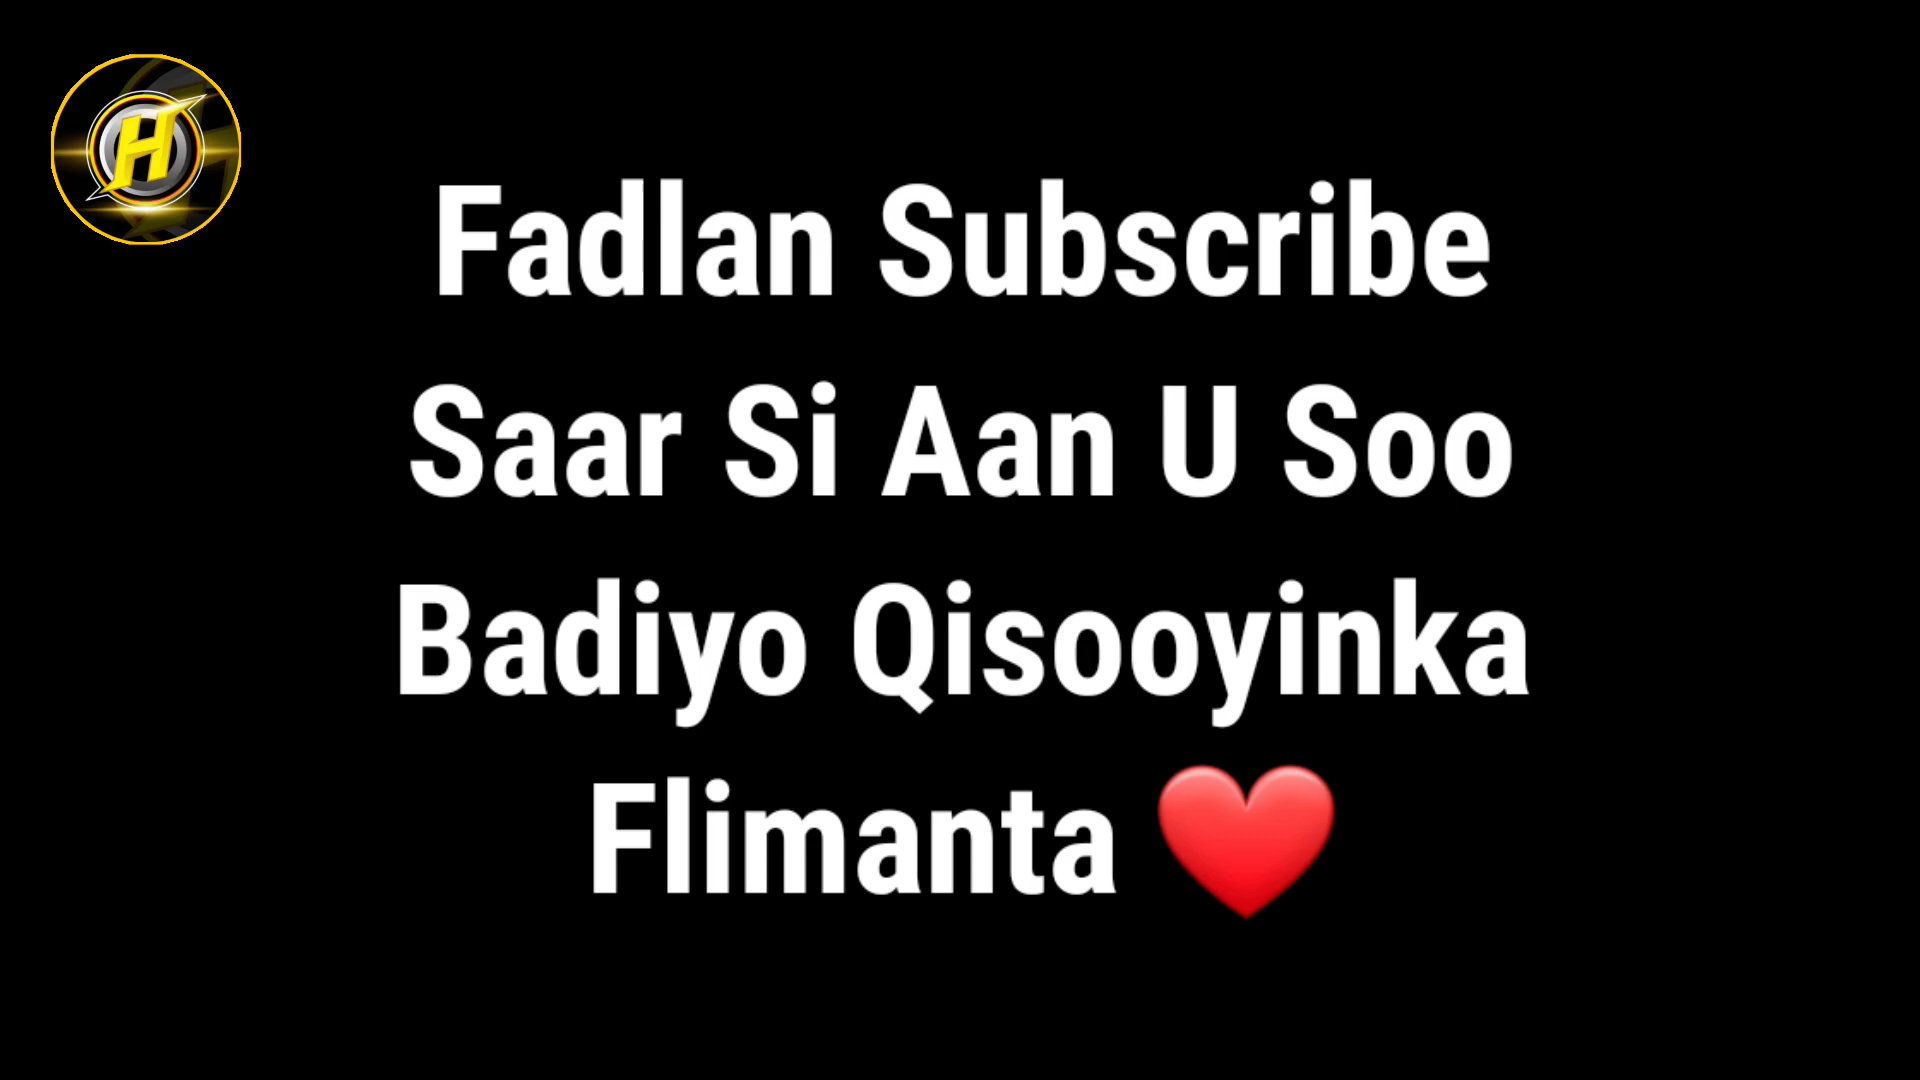 H
Fadlan Subscribe
Saar Si Aan U Soo
Badiyo Qisooyinka
Flimanta ❤️